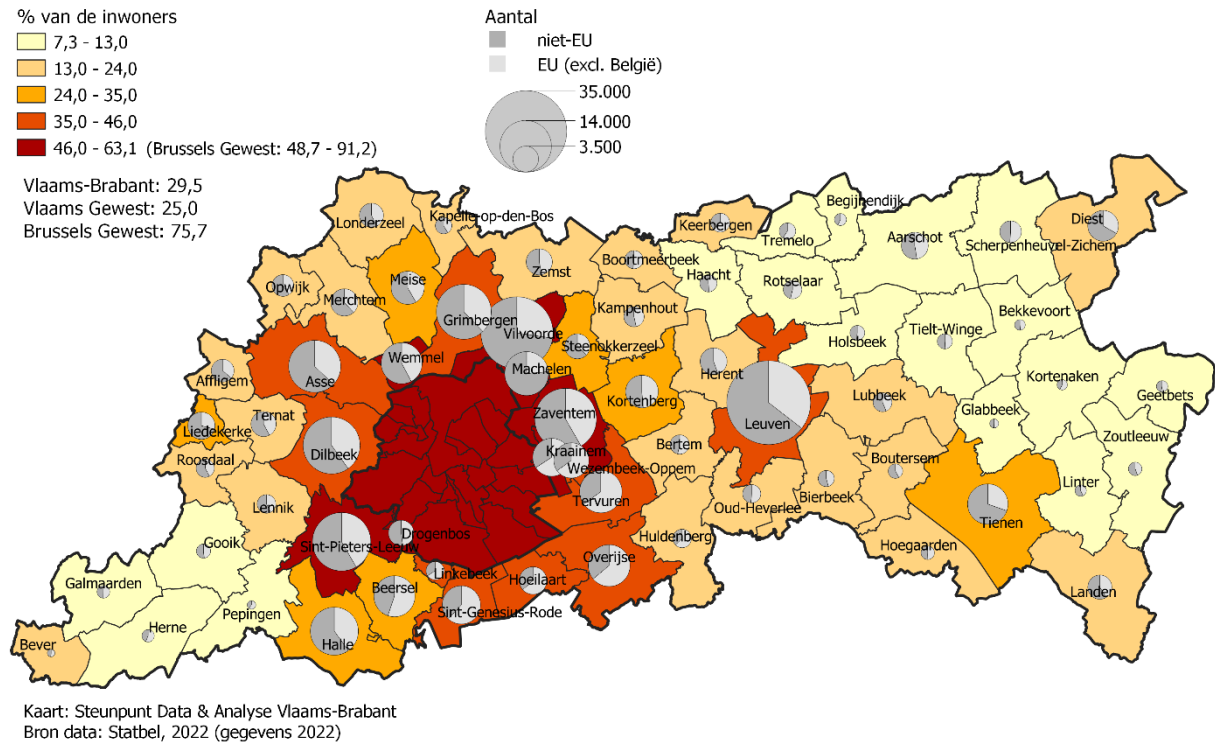 % van de inwoners
7,3 - 13,0
13,0 - 24,0
24,0 - 35,0
35,0 - 46,0
46,0 - 63,1 (Brussels Gewest: 48,7 - 91,2)
Vlaams-Brabant: 29,5
Vlaams Gewest: 25,0
Brussels Gewest: 75,7
Aantal
niet-EU
EU (excl. België)
35.000
14.000
3.500
Londerzeel
Kapelle-op-den-Bos
Keerbergen
Begijnendijk
Tremelo
Aarschot
Scherpenheuvel-Zichem
Diest
Opwijk
Merchtem
Meise
Zemst
Boortmeerbeek
Haacht
Rotselaar
Grimbergen
Vilvoorde
Kampenhout
Steenokkerzeel
Holsbeek
Tielt-Winge
Bekkevoort
Affligem
Asse
Wemmel
Machelen
Herent
Kortenaken
Geetbets
Liedekerke
Ternat
Zaventem
Kortenberg
Leuven
Lubbeek
Glabbeek
Zoutleeuw
Roosdaal
Dilbeek
Kraainem
Wezembeek-Oppem
Bertem
Boutersem
Lennik
Tervuren
Oud-Heverlee
Bierbeek
Linter
Tienen
Gooik
Sint-Pieters-Leeuw
Drogenbos
Huldenberg
Hoegaarden
Galmaarden
Linkebeek
Hoeilaart
Overijse
Landen
Pepingen
Beersel
Sint-Genesius-Rode
Herne
Bever
Halle
Kaart: Steunpunt Data & Analyse Vlaams-Brabant
Bron data: Statbel, 2022 (gegevens 2022)